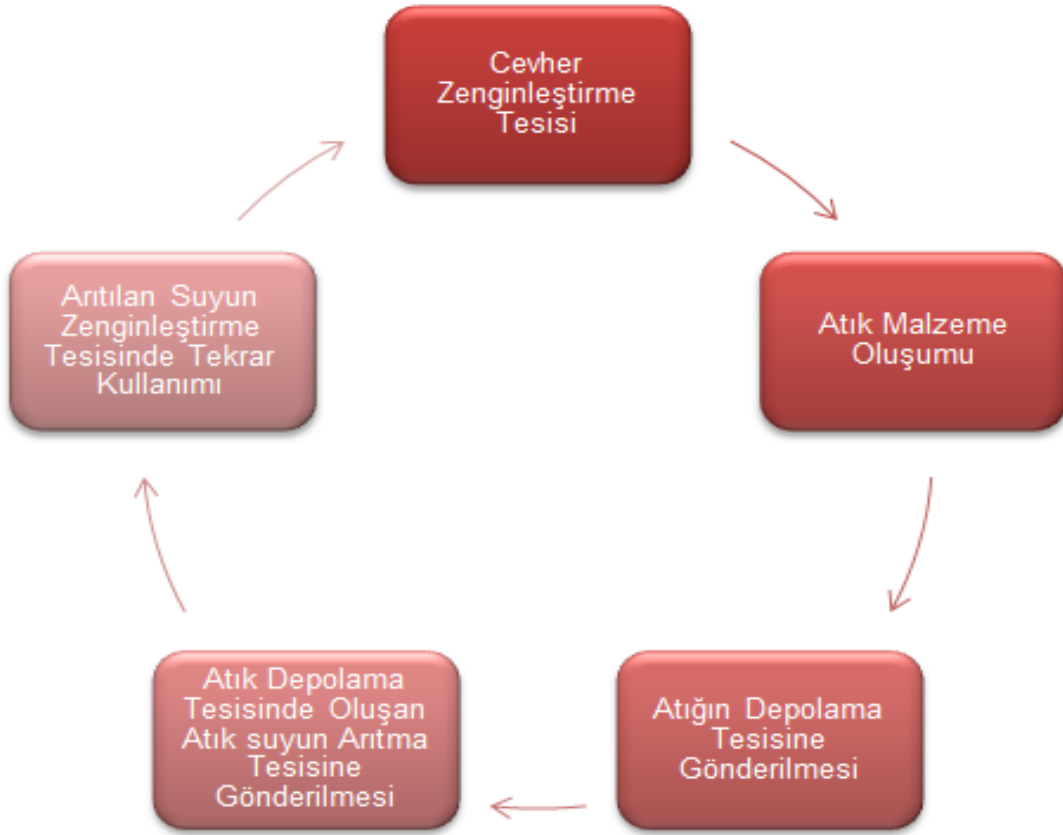 Cevher
Zenginleştirme
Tesisi
Atık Malzeme
Oluşumu
Atığın Depolama
Tesisine
Gönderilmesi
Atık Depolama
Tesisinde Oluşan
Atık suyun Arıtma
Tesisine
Gönderilmesi
Arıtılan Suyun
Zenginleştirme
Tesisinde Tekrar
Kullanımı